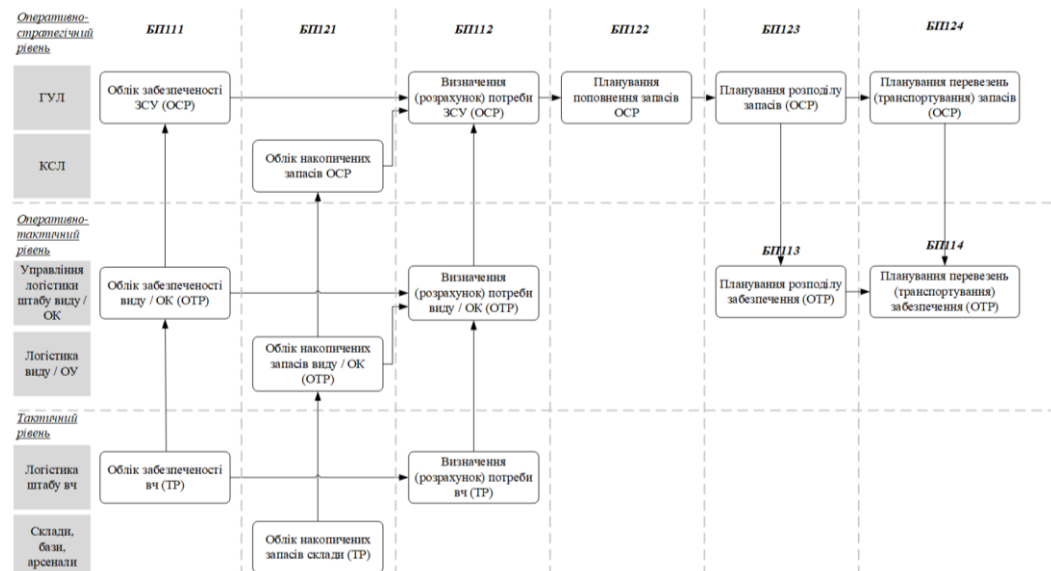 Оперативно-
стратегічний
рівень
БП111
БП121
БП112
БП122
БП123
БП124
ГУЛ
Облік забезпеченості
ЗСУ (ОСР)
Визначення
(розрахунок) потреби
ЗСУ (ОСР)
Планування
поповнення запасів
ОСР
Планування розподілу
запасів (ОСР)
Планування перевезень
(транспортування) запасів
(ОСР)
КСЛ
Облік накопичених
запасів ОСР
Оперативно-
тактичний
рівень
БП113
БП114
Управління
логістики
штабу виду /
ОК
Облік забезпеченості
виду / ОК (ОТР)
Визначення
(розрахунок) потреби
виду / ОК (ОТР)
Планування розподілу
забезпечення (ОТР)
Планування перевезень
(транспортування)
забезпечення (ОТР)
Логістика
виду / ОУ
Облік накопичених
запасів виду / ОК
(ОТР)
Тактичний
рівень
Логістика
штабу вч
Облік забезпеченості
вч (ТР)
Визначення
(розрахунок) потреби
вч (ТР)
Склади,
бази,
арсенали
Облік накопичених
запасів склади (ТР)